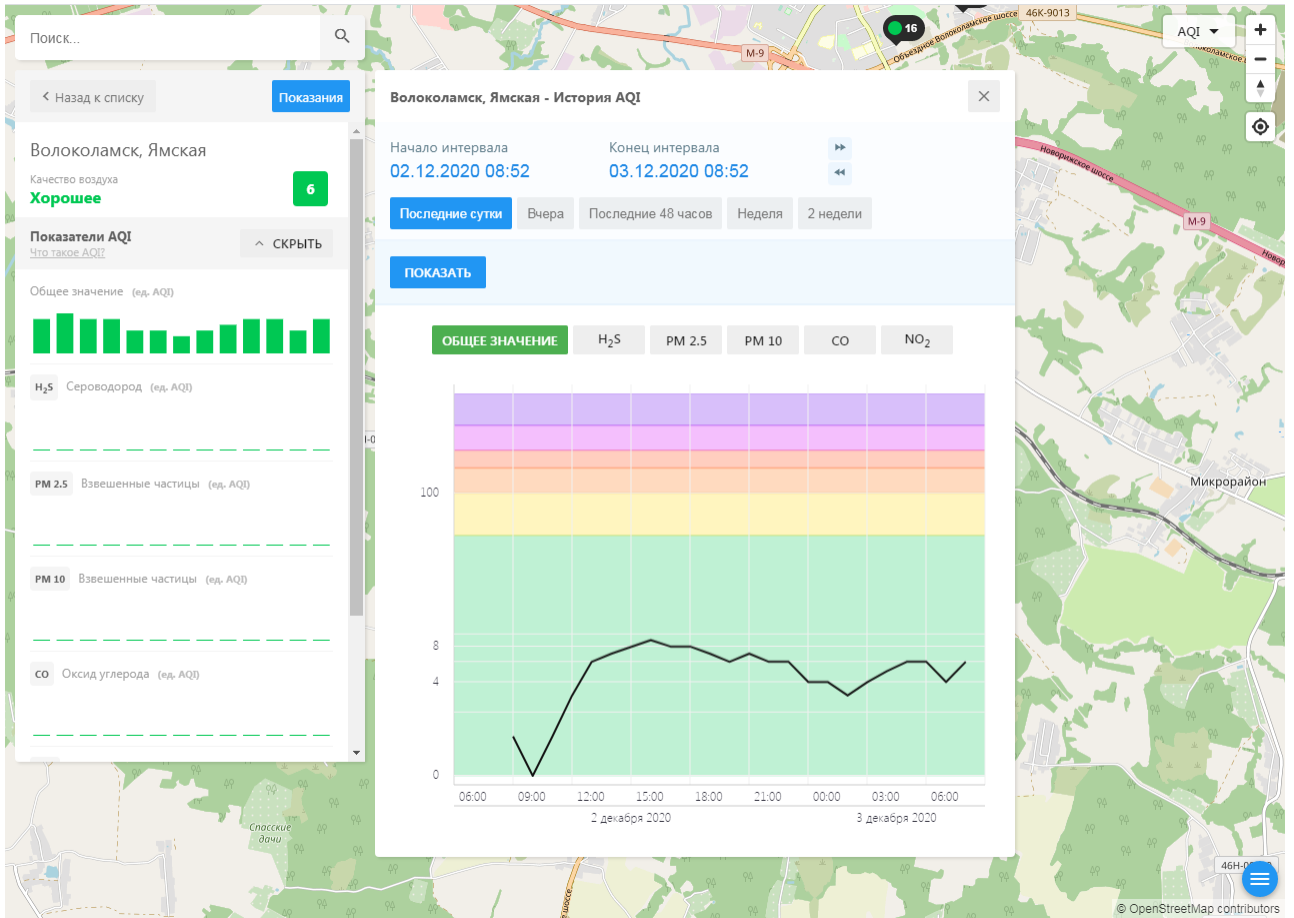 Поиск...
16
46К-9013
Объездное Волоколамское шоссе
М-9
AQI
Назад к списку
Показания
Волоколамск, Ямская
Качество воздуха
Хорошее
6
Показатели AQI
Что такое AQI?
СКРЫТЬ
Общее значение (ед. AQI)
H2S Сероводород (ед. AQI)
PM 2.5 Взвешенные частицы (ед. AQI)
PM 10 Взвешенные частицы (ед. AQI)
CO Оксид углерода (ед. AQI)
Волоколамск, Ямская - История AQI
Начало интервала
Конец интервала
02.12.2020 08:52
03.12.2020 08:52
Последние сутки
Вчера
Последние 48 часов
Неделя
2 недели
ПОКАЗАТЬ
ОБЩЕЕ ЗНАЧЕНИЕ
H2S
PM 2.5
PM 10
CO
NO2
100
8
4
0
06:00
09:00
12:00
15:00
18:00
21:00
00:00
03:00
06:00
2 декабря 2020
3 декабря 2020
Новорижское шоссе
М-9
Микрорайон
Спасские
дачи
© OpenStreetMap contributors